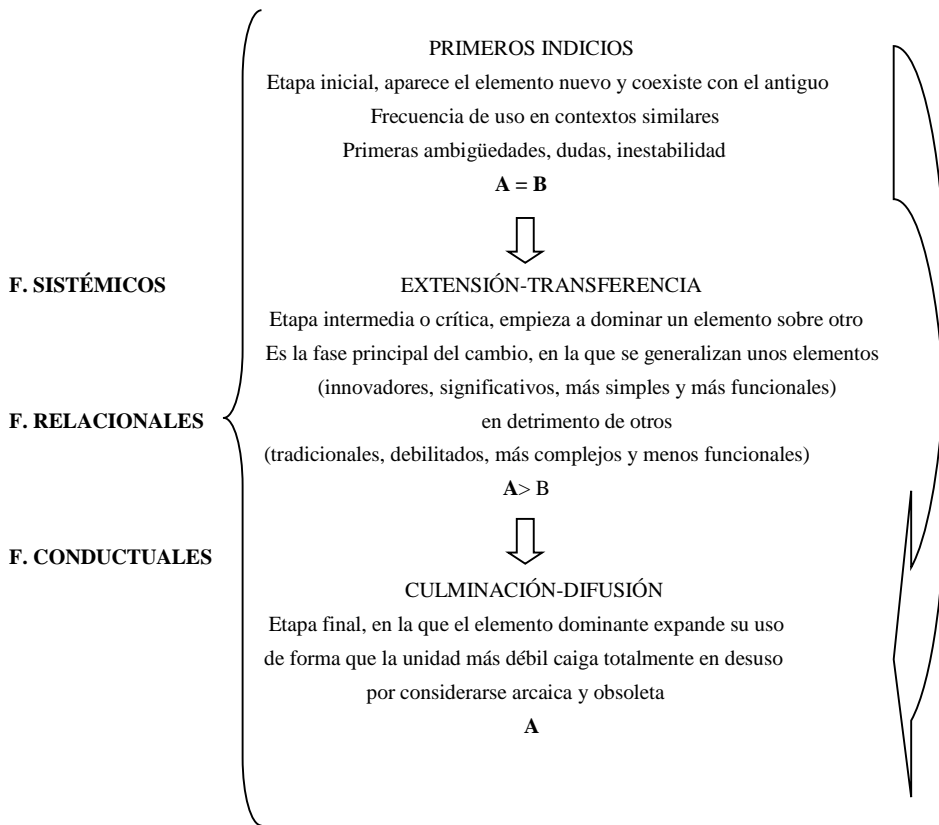 PRIMEROS INDICIOS
Etapa inicial, aparece el elemento nuevo y coexiste con el antiguo
Frecuencia de uso en contextos similares
Primeras ambigüedades, dudas, inestabilidad
A = B
F. SISTÉMICOS
EXTENSIÓN-TRANSFERENCIA
Etapa intermedia o crítica, empieza a dominar un elemento sobre otro
Es la fase principal del cambio, en la que se generalizan unos elementos
(innovadores, significativos, más simples y más funcionales)
F. RELACIONALES
en detrimento de otros
(tradicionales, debilitados, más complejos y menos funcionales)
A> B
F. CONDUCTUALES
CULMINACIÓN-DIFUSIÓN
Etapa final, en la que el elemento dominante expande su uso
de forma que la unidad más débil caiga totalmente en desuso
por considerarse arcaica y obsoleta
A